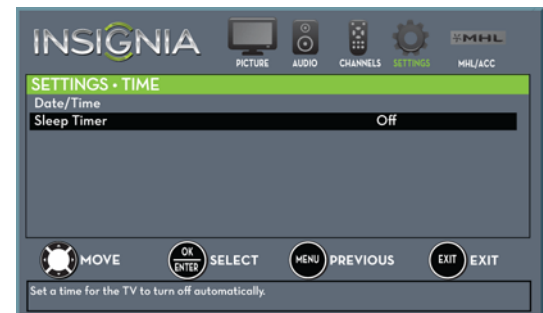 INSIGNIA
PICTURE AUDIO CHANNELS SETTINGS MHL MHL/ACC
SETTINGS • TIME
Date/Time
Sleep Timer Off
MOVE OK ENTER SELECT MENU PREVIOUS EXIT EXIT
Set a time for the TV to turn off automatically.